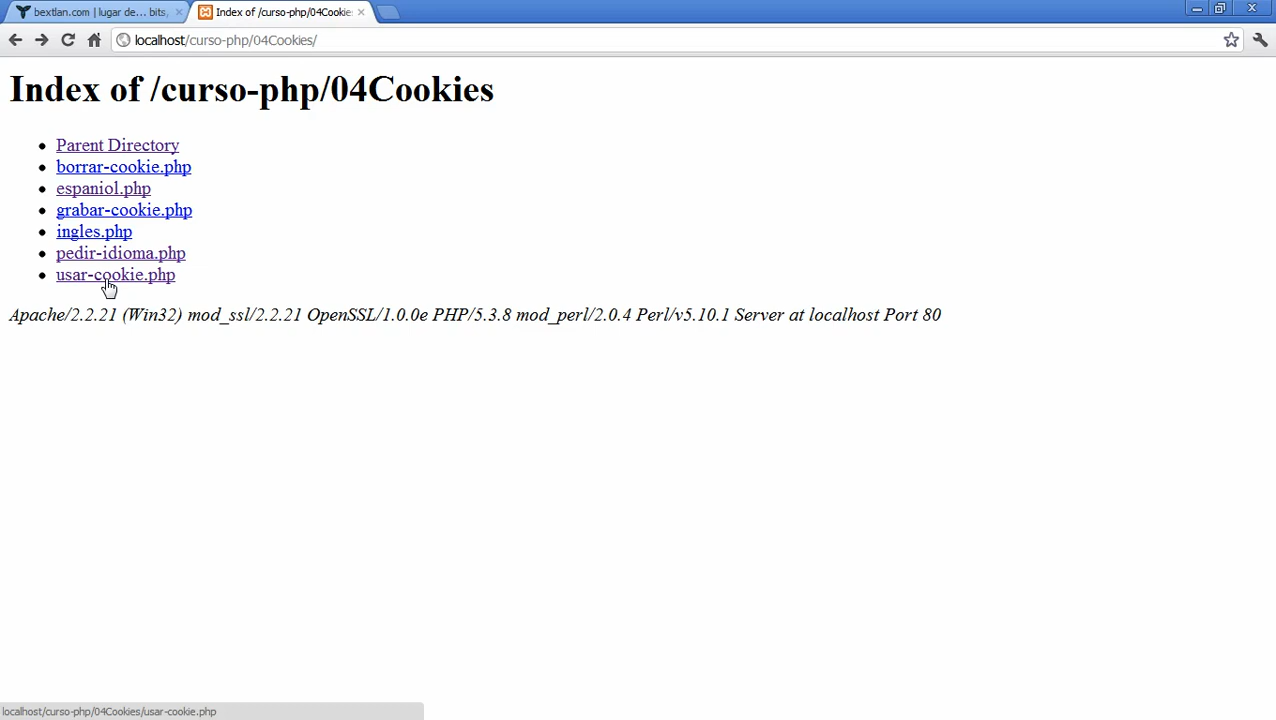 bextlan.com | lugar de... bits,
Index of /curso-php/04Cookie
localhost/curso-php/04Cookies/
Index of /curso-php/04Cookies
Parent Directory
borrar-cookie.php
espaniol.php
grabar-cookie.php
ingles.php
pedir-idioma.php
usar-cookie.php
Apache/2.2.21 (Win32) mod_ssl/2.2.21 OpenSSL/1.0.0e PHP/5.3.8 mod_perl/2.0.4 Perl/v5.10.1 Server at localhost Port 80
localhost/curso-php/04Cookies/usar-cookie.php